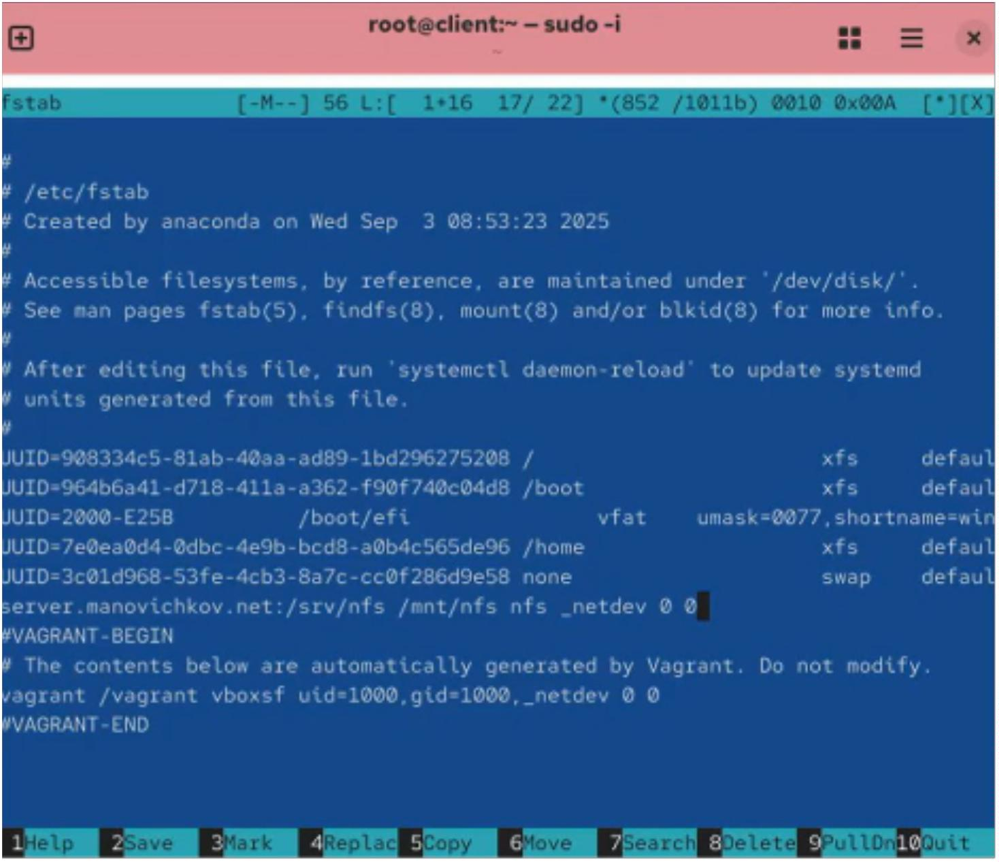 root@client:~ — sudo -i
~
fstab [-M--] 56 L:[ 1+16 17/ 22] *(852 /1011b) 0010 0x00A [*][X]
#
# /etc/fstab
# Created by anaconda on Wed Sep  3 08:53:23 2025
#
# Accessible filesystems, by reference, are maintained under '/dev/disk/'.
# See man pages fstab(5), findfs(8), mount(8) and/or blkid(8) for more info.
#
# After editing this file, run 'systemctl daemon-reload' to update systemd
# units generated from this file.
#
UUID=908334c5-81ab-40aa-ad89-1bd296275208 / xfs defaul
UUID=964b6a41-d718-411a-a362-f90f740c04d8 /boot xfs defaul
UUID=2000-E25B /boot/efi vfat umask=0077,shortname=win
UUID=7e0ea0d4-0dbc-4e9b-bcd8-a0b4c565de96 /home xfs defaul
UUID=3c01d968-53fe-4cb3-8a7c-cc0f286d9e58 none swap defaul
server.manovichkov.net:/srv/nfs /mnt/nfs nfs _netdev 0 0
#VAGRANT-BEGIN
# The contents below are automatically generated by Vagrant. Do not modify.
vagrant /vagrant vboxsf uid=1000,gid=1000,_netdev 0 0
#VAGRANT-END
1Help 2Save 3Mark 4Replac 5Copy 6Move 7Search 8Delete 9PullDn 10Quit